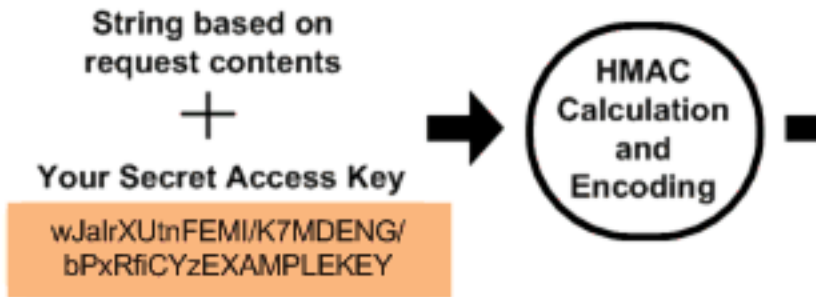 String based on
request contents
+
Your Secret Access Key
wJalrXUtnFEMI/K7MDENG/
bPxRfiCYzEXAMPLEKEY
HMAC
Calculation
and
Encoding